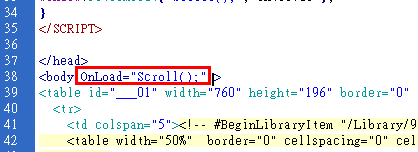 34
}
35
</SCRIPT>
36
37 </head>
38 <body OnLoad="Scroll();" >
39 <table id="___01" width="760" height="196" border="0"
40 <tr>
41 <td colspan="5"><!-- #BeginLibraryItem "/Library/9
42 <table width="50%" border="0" cellspacing="0" cel